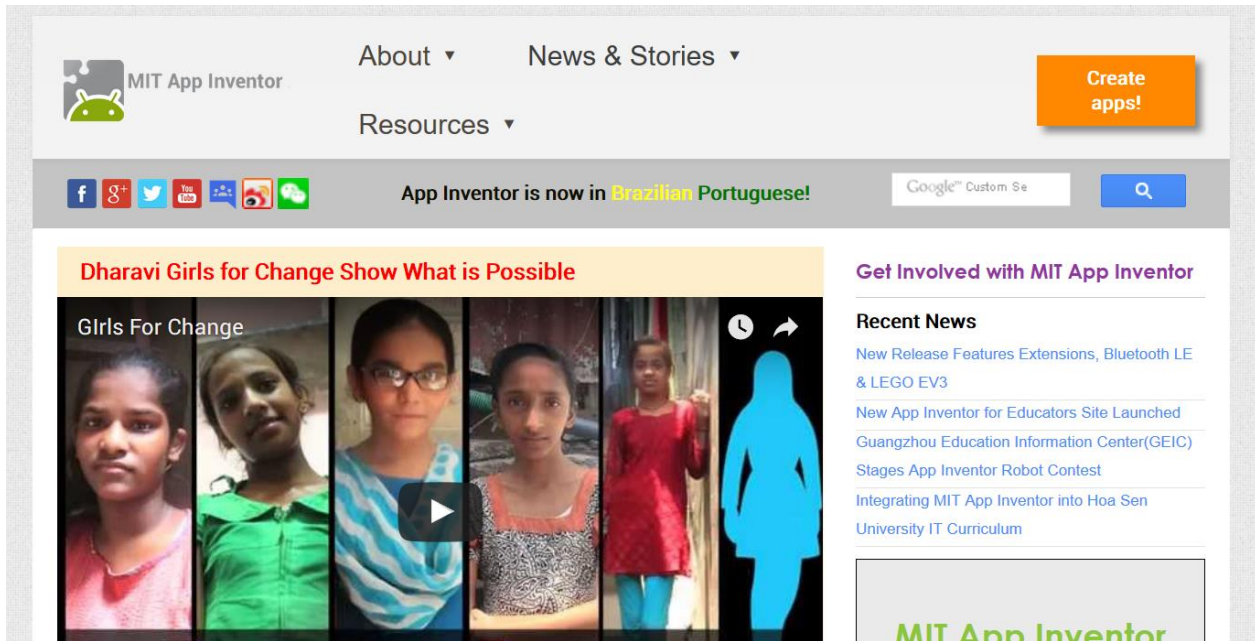 MIT App Inventor
About ▼ News & Stories ▼
Resources ▼
Create
apps!
f g+ You Tube
App Inventor is now in Brazilian Portuguese!
Google™ Custom Se
Dharavi Girls for Change Show What is Possible
GIrls For Change
Get Involved with MIT App Inventor
Recent News
New Release Features Extensions, Bluetooth LE
& LEGO EV3
New App Inventor for Educators Site Launched
Guangzhou Education Information Center(GEIC)
Stages App Inventor Robot Contest
Integrating MIT App Inventor into Hoa Sen
University IT Curriculum
MIT App Inventor